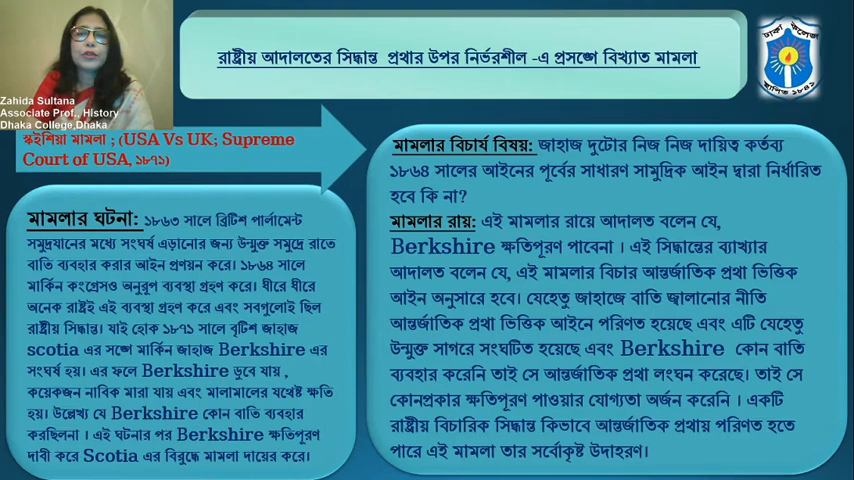 রাষ্ট্রীয় আদালতের সিদ্ধান্ত প্রথার উপর নির্ভরশীল -এ প্রসঙ্গে বিখ্যাত মামলা
ঢাকা কলেজ
স্থাপিত ১৮৪১
Zahida Sultana
Associate Prof., History
Dhaka College,Dhaka
স্কইশিয়া মামলা ; (USA Vs UK; Supreme
Court of USA, ১৮৭১)
মামলার ঘটনা: ১৮৬৩ সালে ব্রিটিশ পার্লামেন্ট
সমুদ্রযানের মধ্যে সংঘর্ষ এড়ানোর জন্য উন্মুক্ত সমুদ্রে রাতে
বাতি ব্যবহার করার আইন প্রণয়ন করে। ১৮৬৪ সালে
মার্কিন কংগ্রেসও অনুরুপ ব্যবস্থা গ্রহণ করে। ধীরে ধীরে
অনেক রাষ্ট্রই এই ব্যবস্থা গ্রহণ করে এবং সবগুলোই ছিল
রাষ্ট্রীয় সিদ্ধান্ত। যাই হোক ১৮৭১ সালে বৃটিশ জাহাজ
scotia এর সঙ্গে মার্কিন জাহাজ Berkshire এর
সংঘর্ষ হয়। এর ফলে Berkshire ডুবে যায় ,
কয়েকজন নাবিক মারা যায় এবং মালামালের যথেষ্ট ক্ষতি
হয়। উল্লেখ্য যে Berkshire কোন বাতি ব্যবহার
করছিলনা । এই ঘটনার পর Berkshire ক্ষতিপূরণ
দাবী করে Scotia এর বিরুদ্ধে মামলা দায়ের করে।
মামলার বিচার্য বিষয়: জাহাজ দুটোর নিজ নিজ দায়িত্ব কর্তব্য
১৮৬৪ সালের আইনের পূর্বের সাধারণ সামুদ্রিক আইন দ্বারা নির্ধারিত
হবে কি না?
মামলার রায়: এই মামলার রায়ে আদালত বলেন যে,
Berkshire ক্ষতিপূরণ পাবেনা । এই সিদ্ধান্তের ব্যাখ্যার
আদালত বলেন যে, এই মামলার বিচার আন্তর্জাতিক প্রথা ভিত্তিক
আইন অনুসারে হবে। যেহেতু জাহাজে বাতি জ্বালানোর নীতি
আন্তর্জাতিক প্রথা ভিত্তিক আইনে পরিণত হয়েছে এবং এটি যেহেতু
উন্মুক্ত সাগরে সংঘটিত হয়েছে এবং Berkshire কোন বাতি
ব্যবহার করেনি তাই সে আন্তর্জাতিক প্রথা লংঘন করেছে। তাই সে
কোনপ্রকার ক্ষতিপূরণ পাওয়ার যোগ্যতা অর্জন করেনি । একটি
রাষ্ট্রীয় বিচারিক সিদ্ধান্ত কিভাবে আন্তর্জাতিক প্রথায় পরিণত হতে
পারে এই মামলা তার সর্বোকৃষ্ট উদাহরণ।